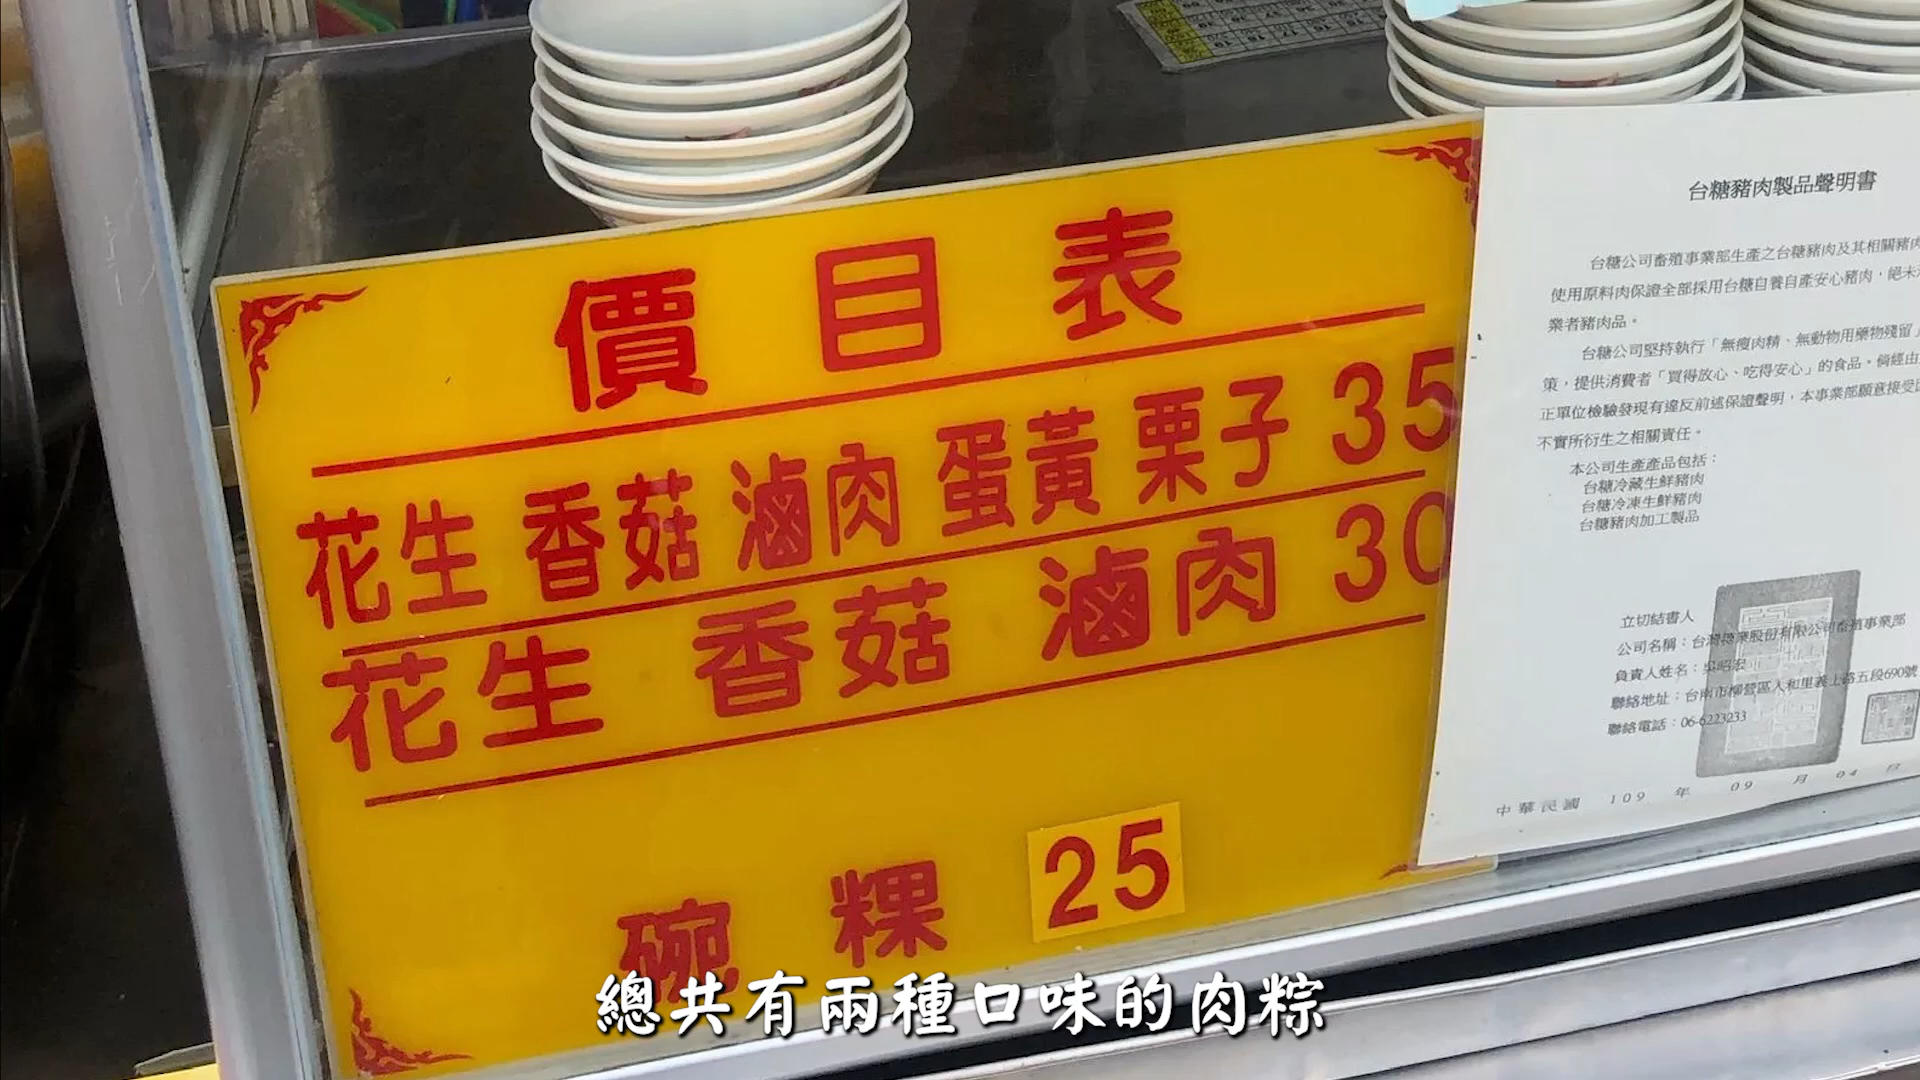 價目表
花生 香菇 滷肉 蛋黃 栗子 35
花生 香菇 滷肉 30
碗粿 25
台糖豬肉製品聲明書
台糖公司畜殖事業部生產之台糖豬肉及其相關豬肉
使用原料肉保證全部採用台糖自養自產安心豬肉，絕未
業者豬肉品。
台糖公司堅持執行「無瘦肉精、無動物用藥物殘留」
策，提供消費者「買得放心、吃得安心」的食品。倘經由
正單位檢驗發現有違反前述保證聲明，本事業部願意接受
不實所衍生之相關責任。
本公司生產產品包括：
台糖冷藏生鮮豬肉
台糖冷凍生鮮豬肉
台糖豬肉加工製品
立切結書人
公司名稱：台灣糖業股份有限公司畜殖事業部
負責人姓名：吳昭宏
聯絡地址：台南市柳營區人和里義士路五段690號
聯絡電話：06-6223233
中華民國 109 年 09 月 04 日
總共有兩種口味的肉粽